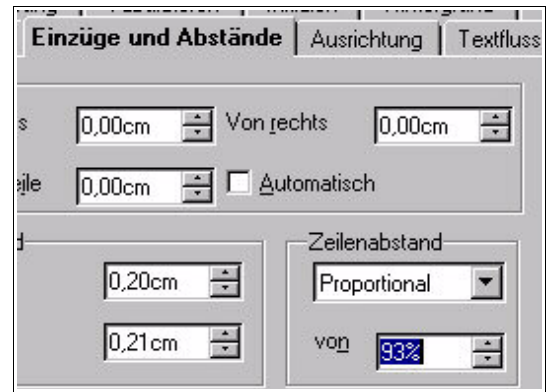 Einzüge und Abstände Ausrichtung Textfluss
0,00cm Von rechts 0,00cm
0,00cm Automatisch
Zeilenabstand
0,20cm Proportional
0,21cm von 93%